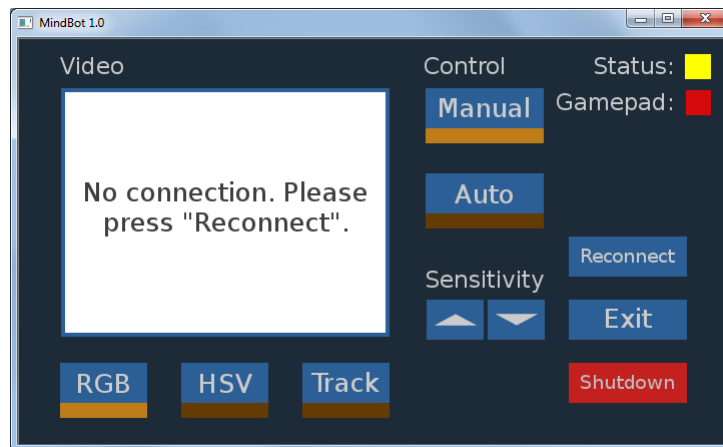 MindBot 1.0
Video
Control
Status:
Manual
Gamepad:
No connection. Please
press "Reconnect".
Auto
Reconnect
Sensitivity
Exit
RGB
HSV
Track
Shutdown